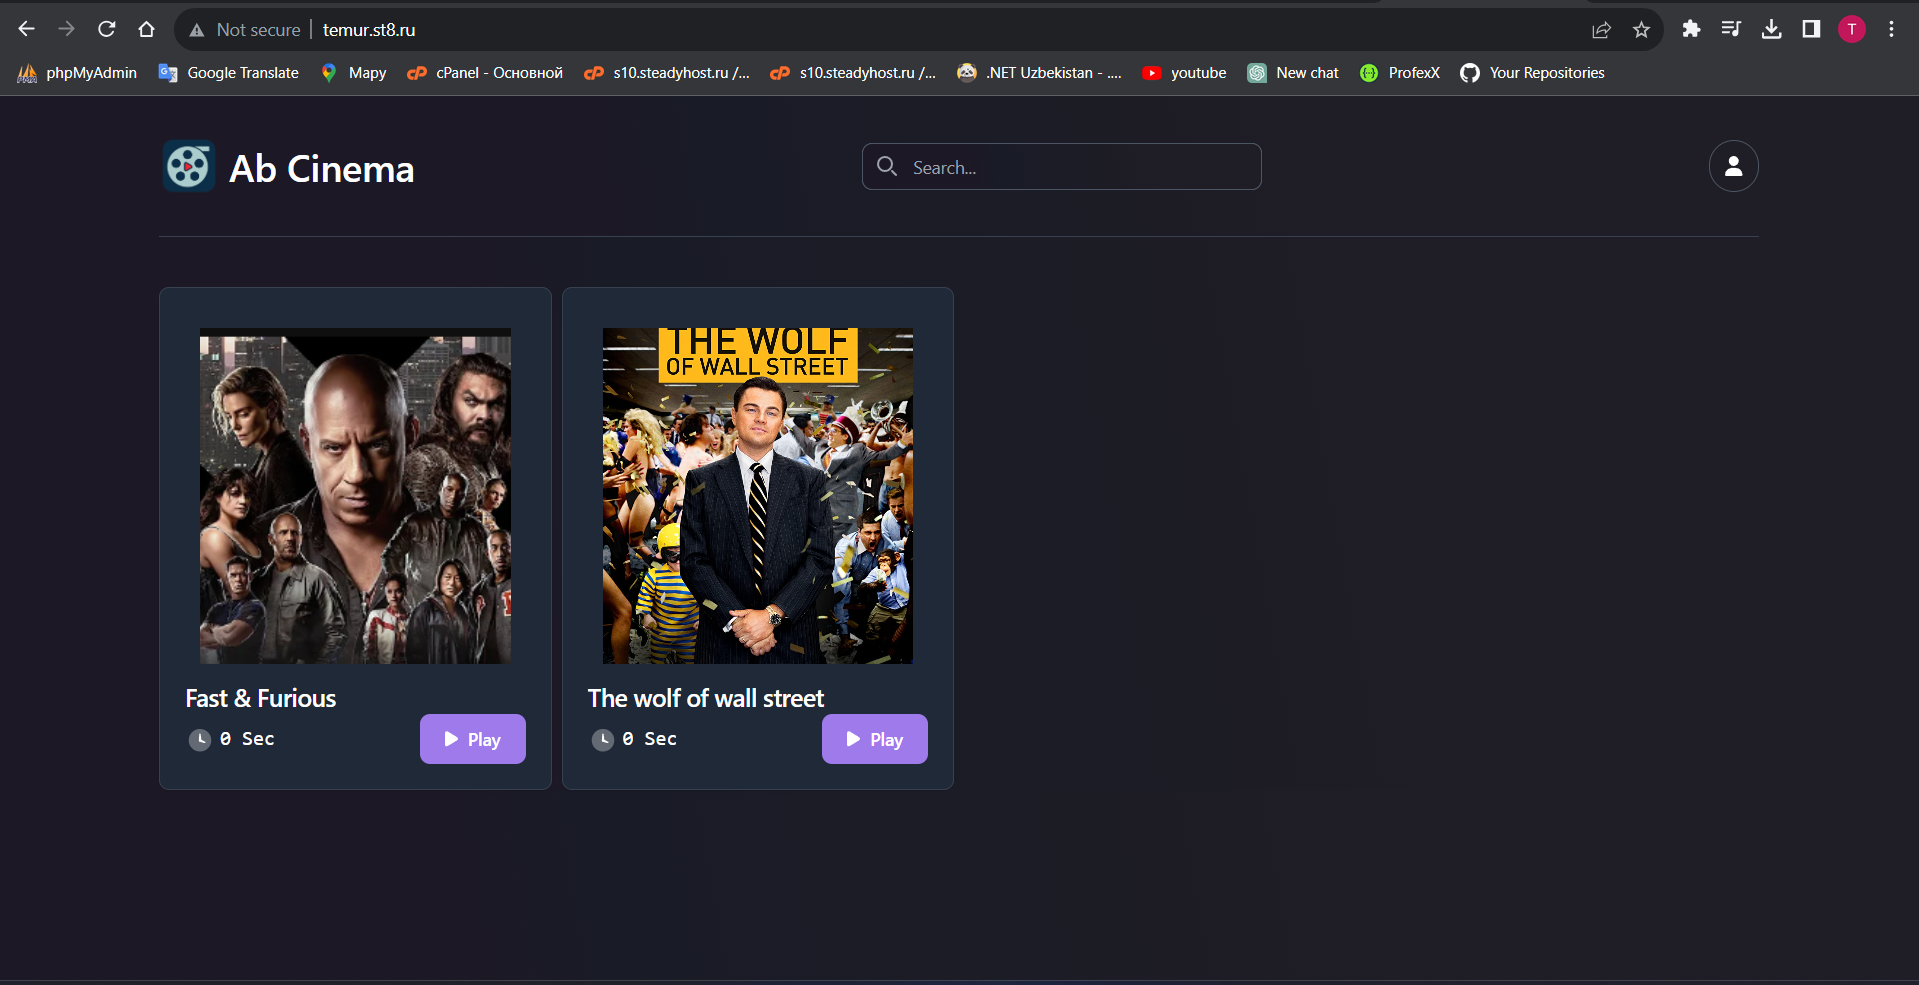 Not secure | temur.st8.ru
T
phpMyAdmin Google Translate Mapy cPanel - Основной s10.steadyhost.ru /... s10.steadyhost.ru /... .NET Uzbekistan - .... youtube New chat ProfexX Your Repositories
Ab Cinema
Search...
THE WOLF
OF WALL STREET
Fast & Furious
0 Sec
Play
The wolf of wall street
0 Sec
Play